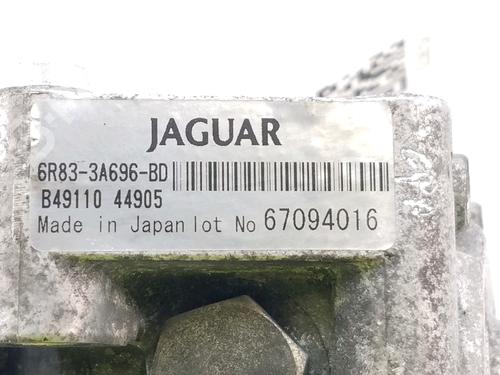 JAGUAR
6R83-3A696-BD
B49110 44905
Made in Japan lot No 67094016